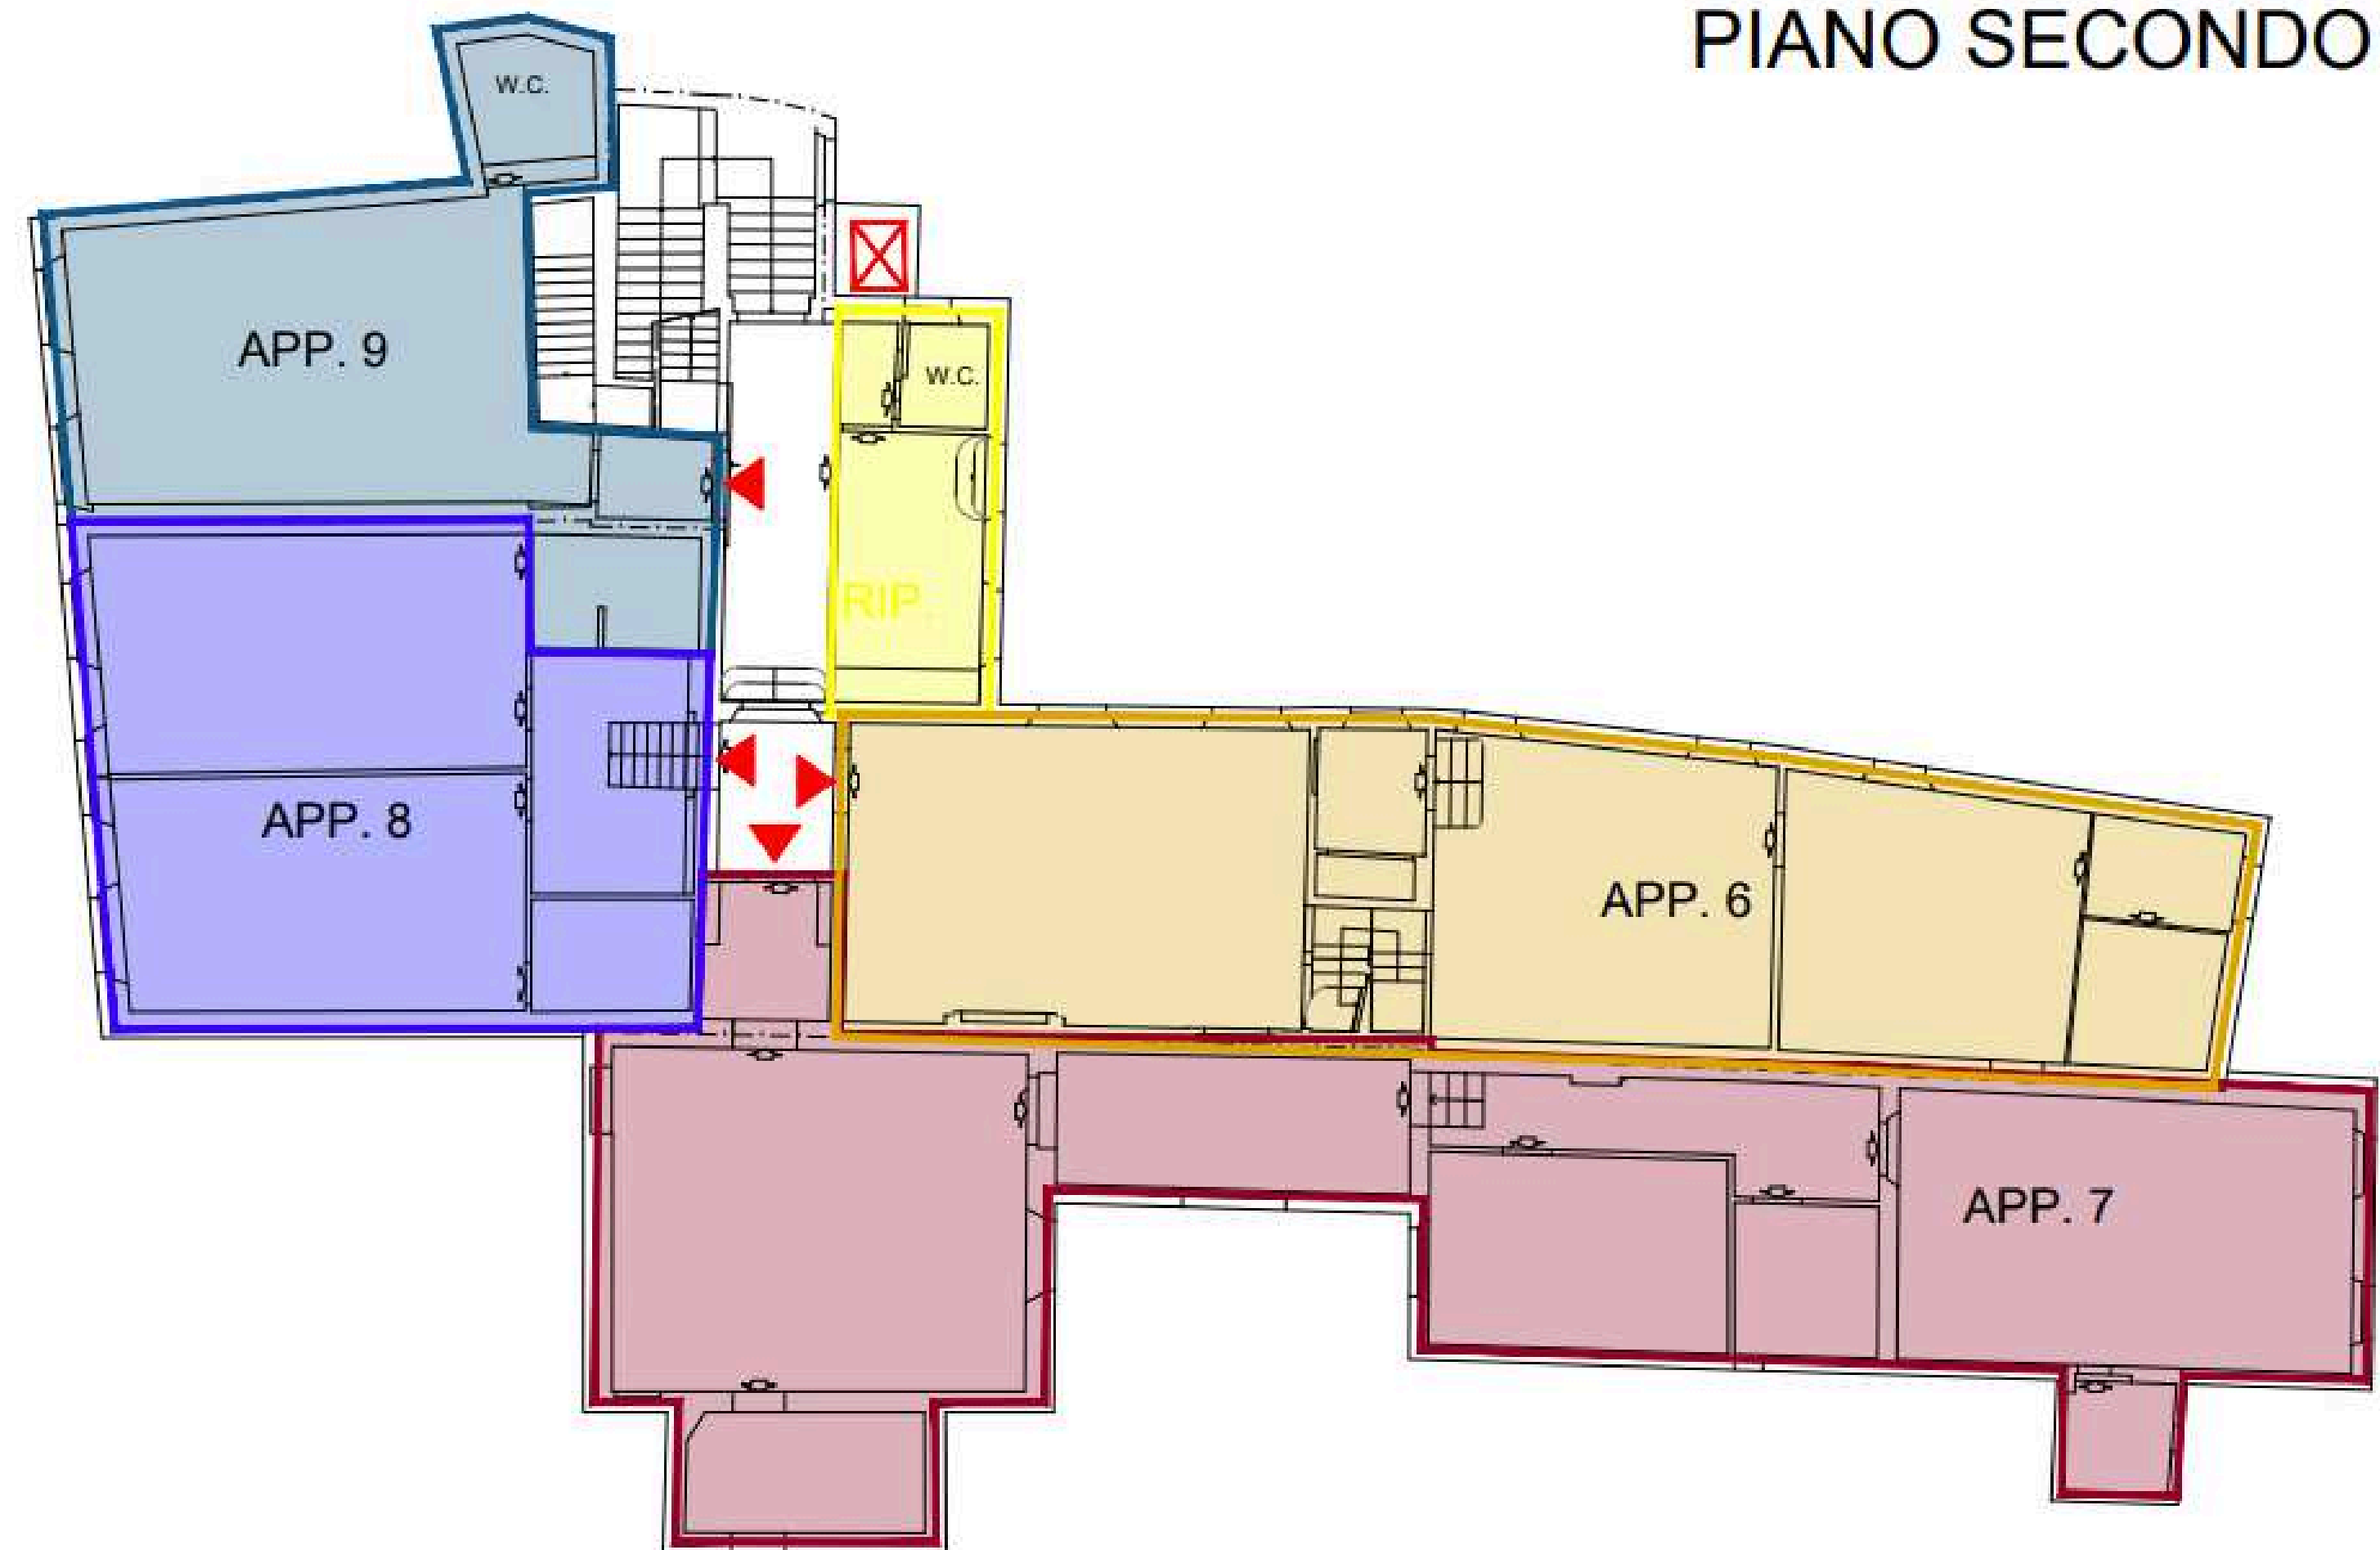 PIANO SECONDO
W.C.
APP. 9
W.C.
RIP.
APP. 8
APP. 6
APP. 7